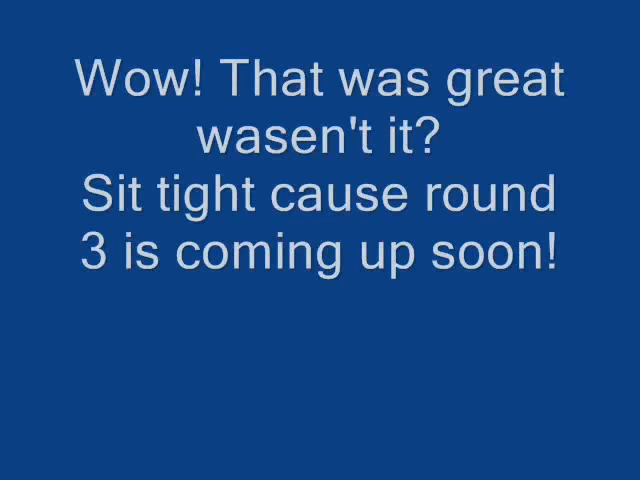 Wow! That was great
wasen't it?
Sit tight cause round
3 is coming up soon!